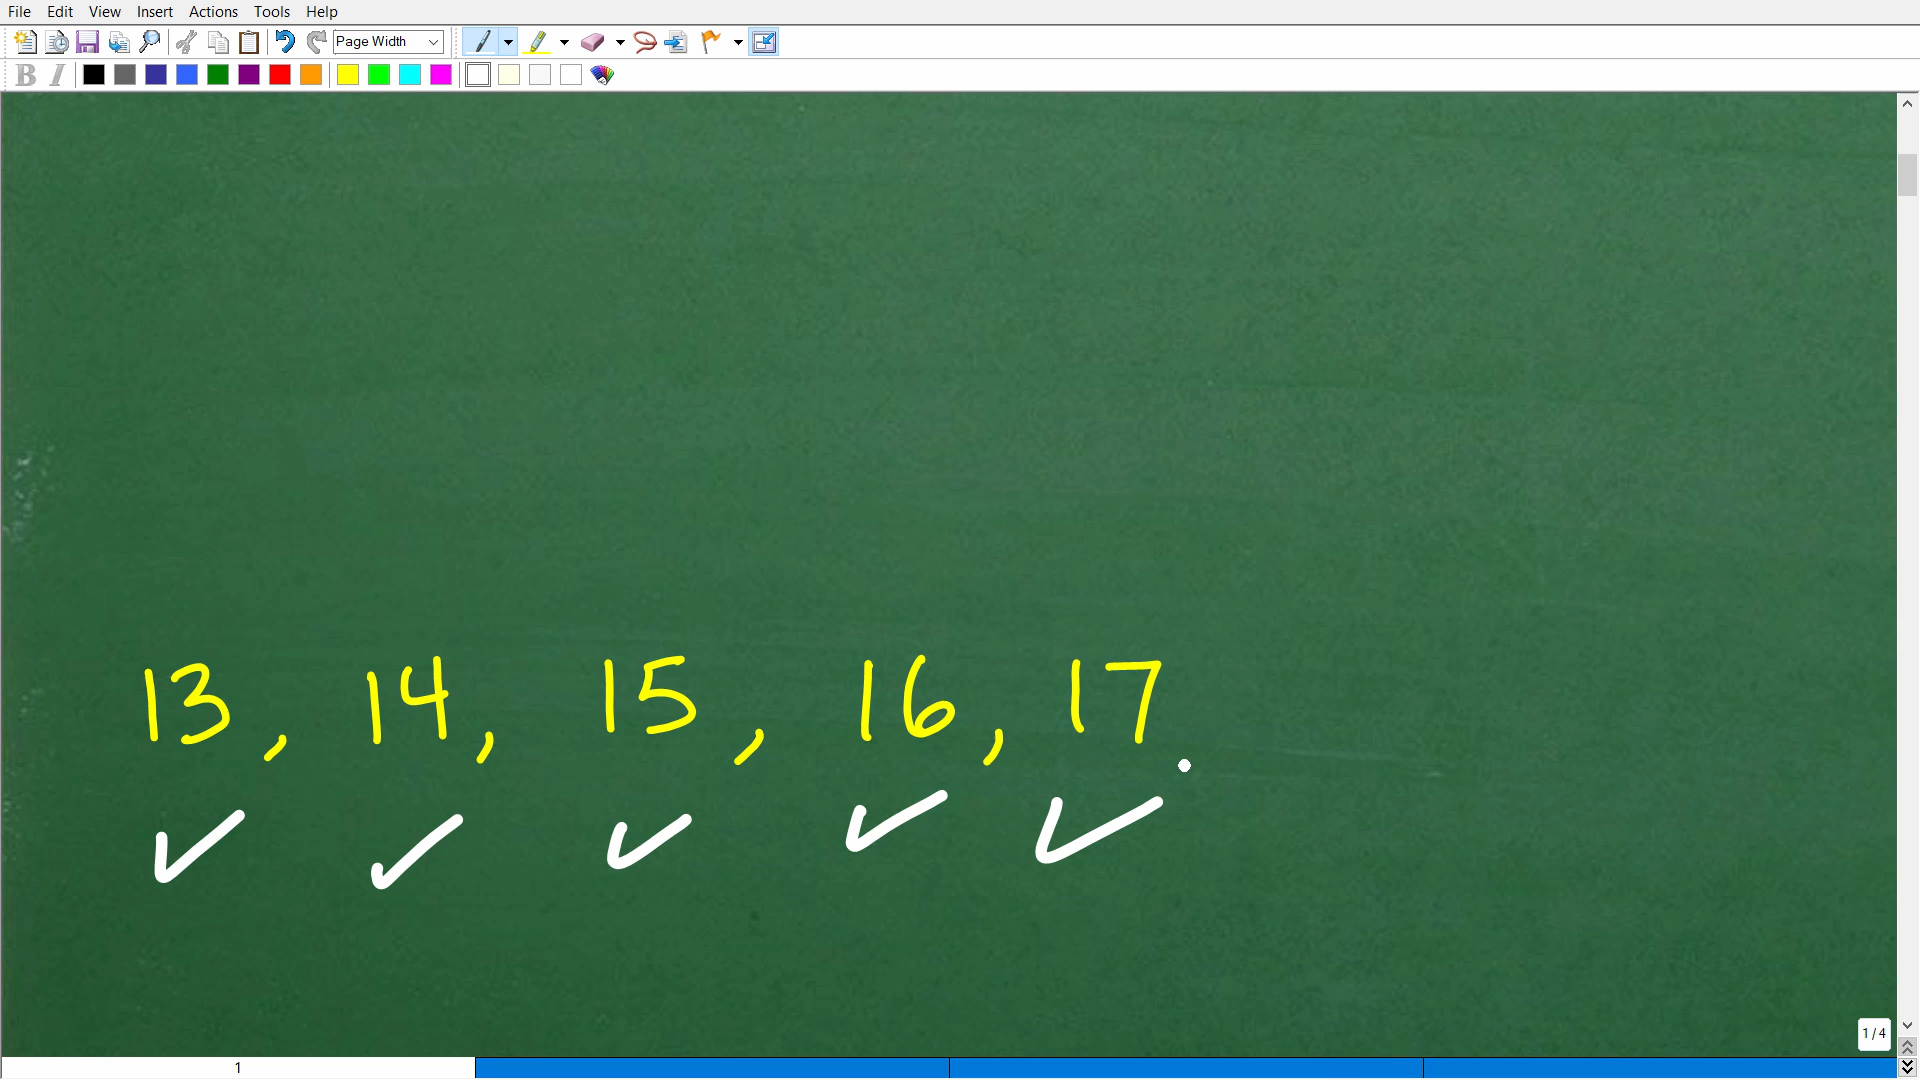 File Edit View Insert Actions Tools Help
Page Width
B I
13, 14, 15, 16, 17
1 / 4
1